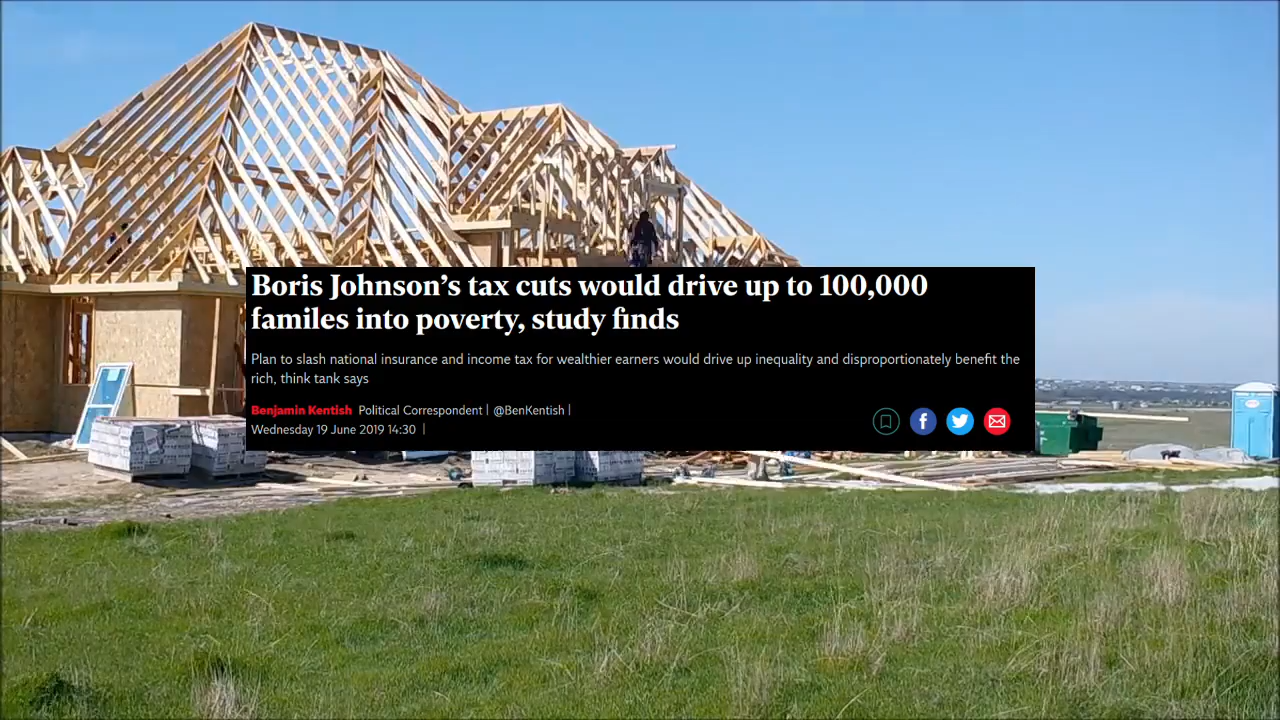 Boris Johnson’s tax cuts would drive up to 100,000
familes into poverty, study finds
Plan to slash national insurance and income tax for wealthier earners would drive up inequality and disproportionately benefit the
rich, think tank says
Benjamin Kentish Political Correspondent | @BenKentish |
Wednesday 19 June 2019 14:30 |